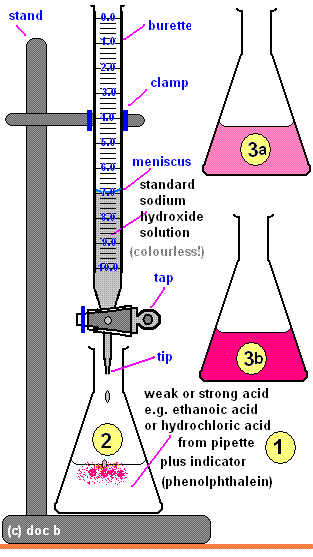 stand
0.0
burette
1.0
2.0
3.0
clamp
4.0
5.0
6.0
meniscus
7.0
standard
sodium
hydroxide
8.0
solution
9.0
(colourless!)
10.0
tap
tip
3a
3b
weak or strong acid
e.g. ethanoic acid
or hydrochloric acid
from pipette
plus indicator
(phenolphthalein)
1
2
(c) doc b